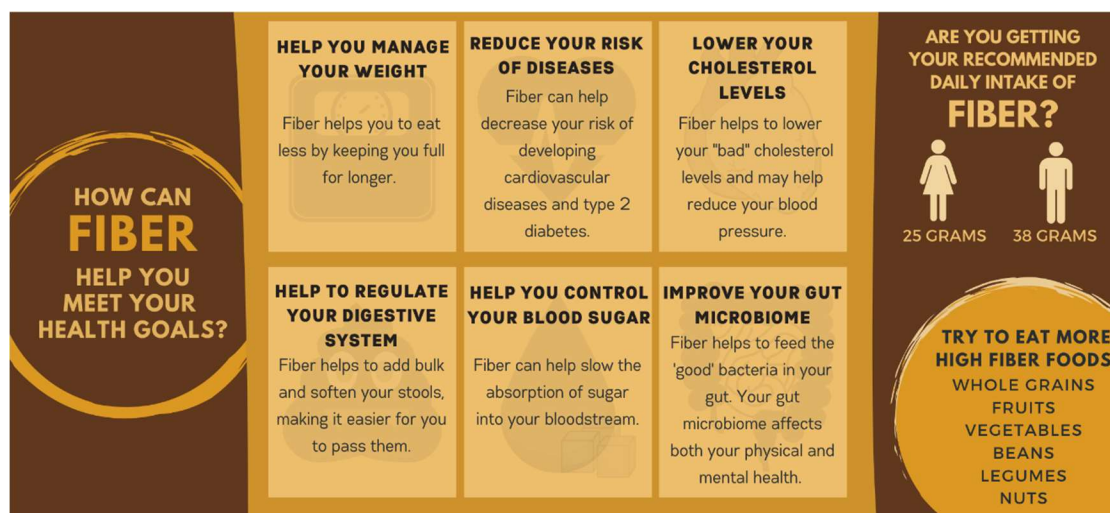 HOW CAN
FIBER
HELP YOU
MEET YOUR
HEALTH GOALS?
HELP YOU MANAGE
YOUR WEIGHT
Fiber helps you to eat
less by keeping you full
for longer.
REDUCE YOUR RISK
OF DISEASES
Fiber can help
decrease your risk of
developing
cardiovascular
diseases and type 2
diabetes.
LOWER YOUR
CHOLESTEROL
LEVELS
Fiber helps to lower
your "bad" cholesterol
levels and may help
reduce your blood
pressure.
HELP TO REGULATE
YOUR DIGESTIVE
SYSTEM
Fiber helps to add bulk
and soften your stools,
making it easier for you
to pass them.
HELP YOU CONTROL
YOUR BLOOD SUGAR
Fiber can help slow the
absorption of sugar
into your bloodstream.
IMPROVE YOUR GUT
MICROBIOME
Fiber helps to feed the
'good' bacteria in your
gut. Your gut
microbiome affects
both your physical and
mental health.
ARE YOU GETTING
YOUR RECOMMENDED
DAILY INTAKE OF
FIBER?
25 GRAMS
38 GRAMS
TRY TO EAT MORE
HIGH FIBER FOODS
WHOLE GRAINS
FRUITS
VEGETABLES
BEANS
LEGUMES
NUTS